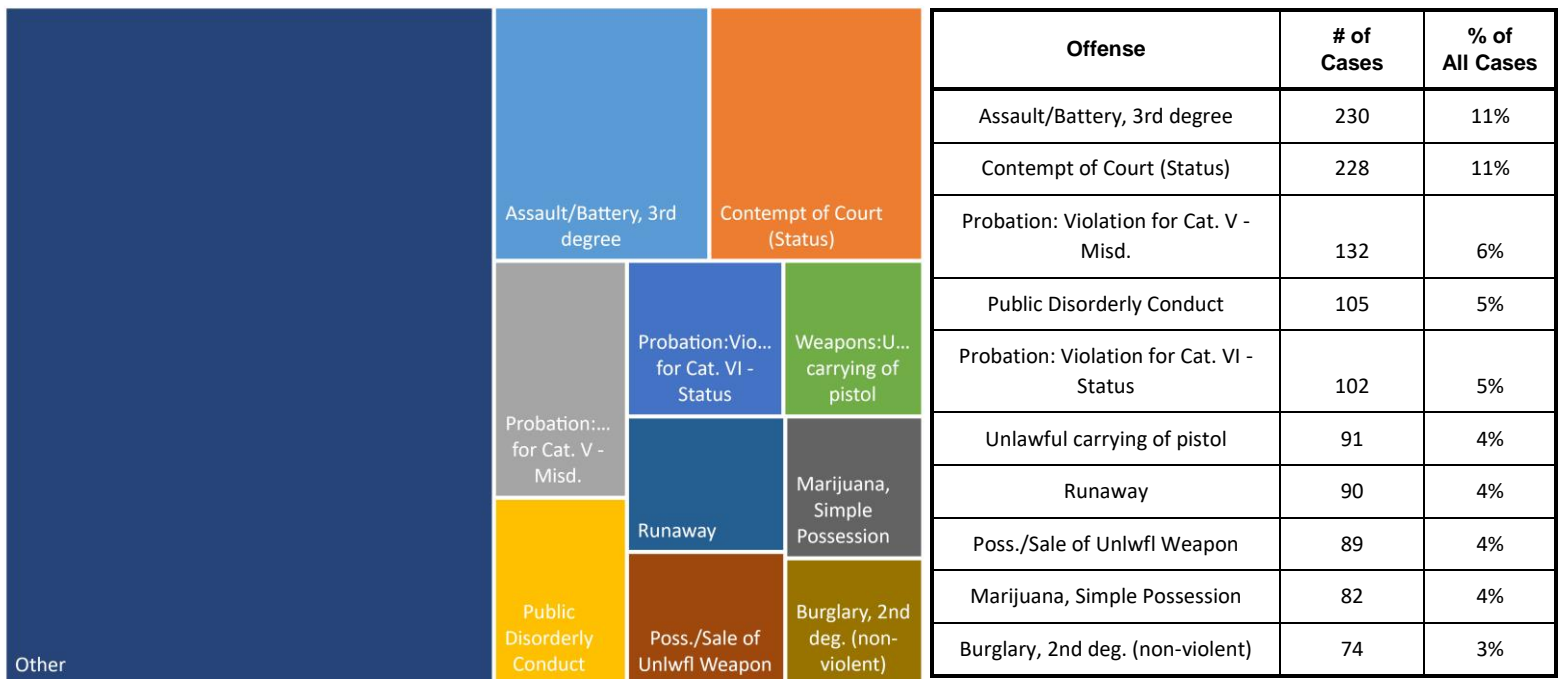 Other
Assault/Battery, 3rd
degree
Contempt of Court
(Status)
Probation:...
for Cat. V -
Misd.
Probation:Vio...
for Cat. VI -
Status
Weapons:U...
carrying of
pistol
Runaway
Marijuana,
Simple
Possession
Public
Disorderly
Conduct
Poss./Sale of
Unlwfl Weapon
Burglary, 2nd
deg. (non-
violent)
Offense # of Cases % of All Cases
Assault/Battery, 3rd degree 230 11%
Contempt of Court (Status) 228 11%
Probation: Violation for Cat. V -
Misd. 132 6%
Public Disorderly Conduct 105 5%
Probation: Violation for Cat. VI -
Status 102 5%
Unlawful carrying of pistol 91 4%
Runaway 90 4%
Poss./Sale of Unlwfl Weapon 89 4%
Marijuana, Simple Possession 82 4%
Burglary, 2nd deg. (non-violent) 74 3%